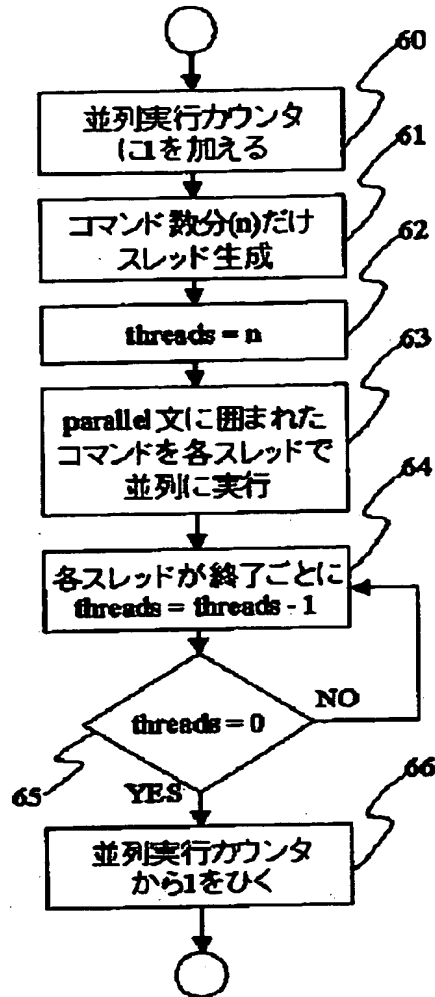 60
並列実行カウンタ
に1を加える
61
コマンド数分(n)だけ
スレッド生成
62
threads = n
63
parallel文に囲まれた
コマンドを各スレッドで
並列に実行
64
各スレッドが終了ごとに
threads = threads - 1
threads = 0
NO
65
YES
66
並列実行カウンタ
から1をひく